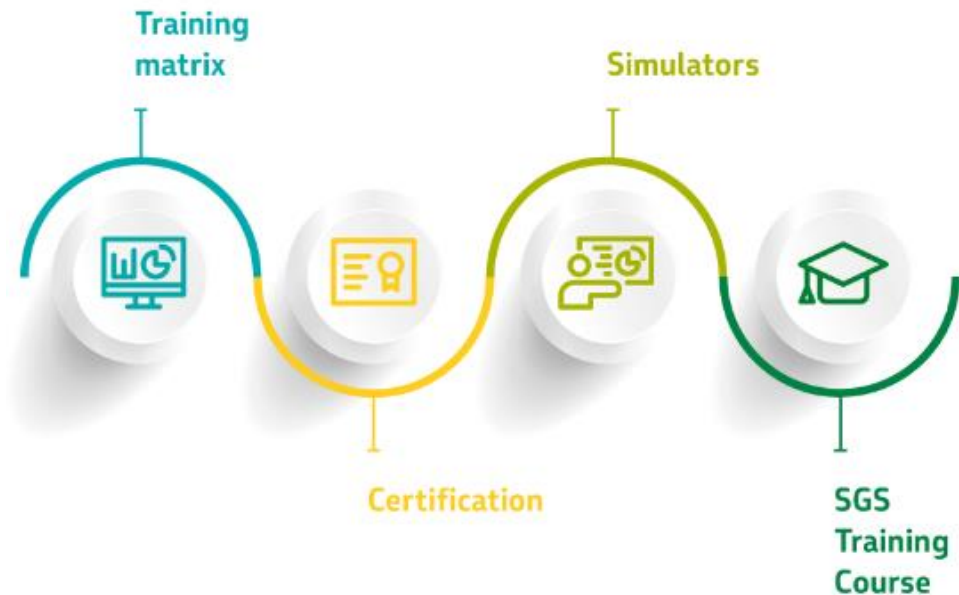 Training
matrix
Certification
Simulators
SGS
Training
Course